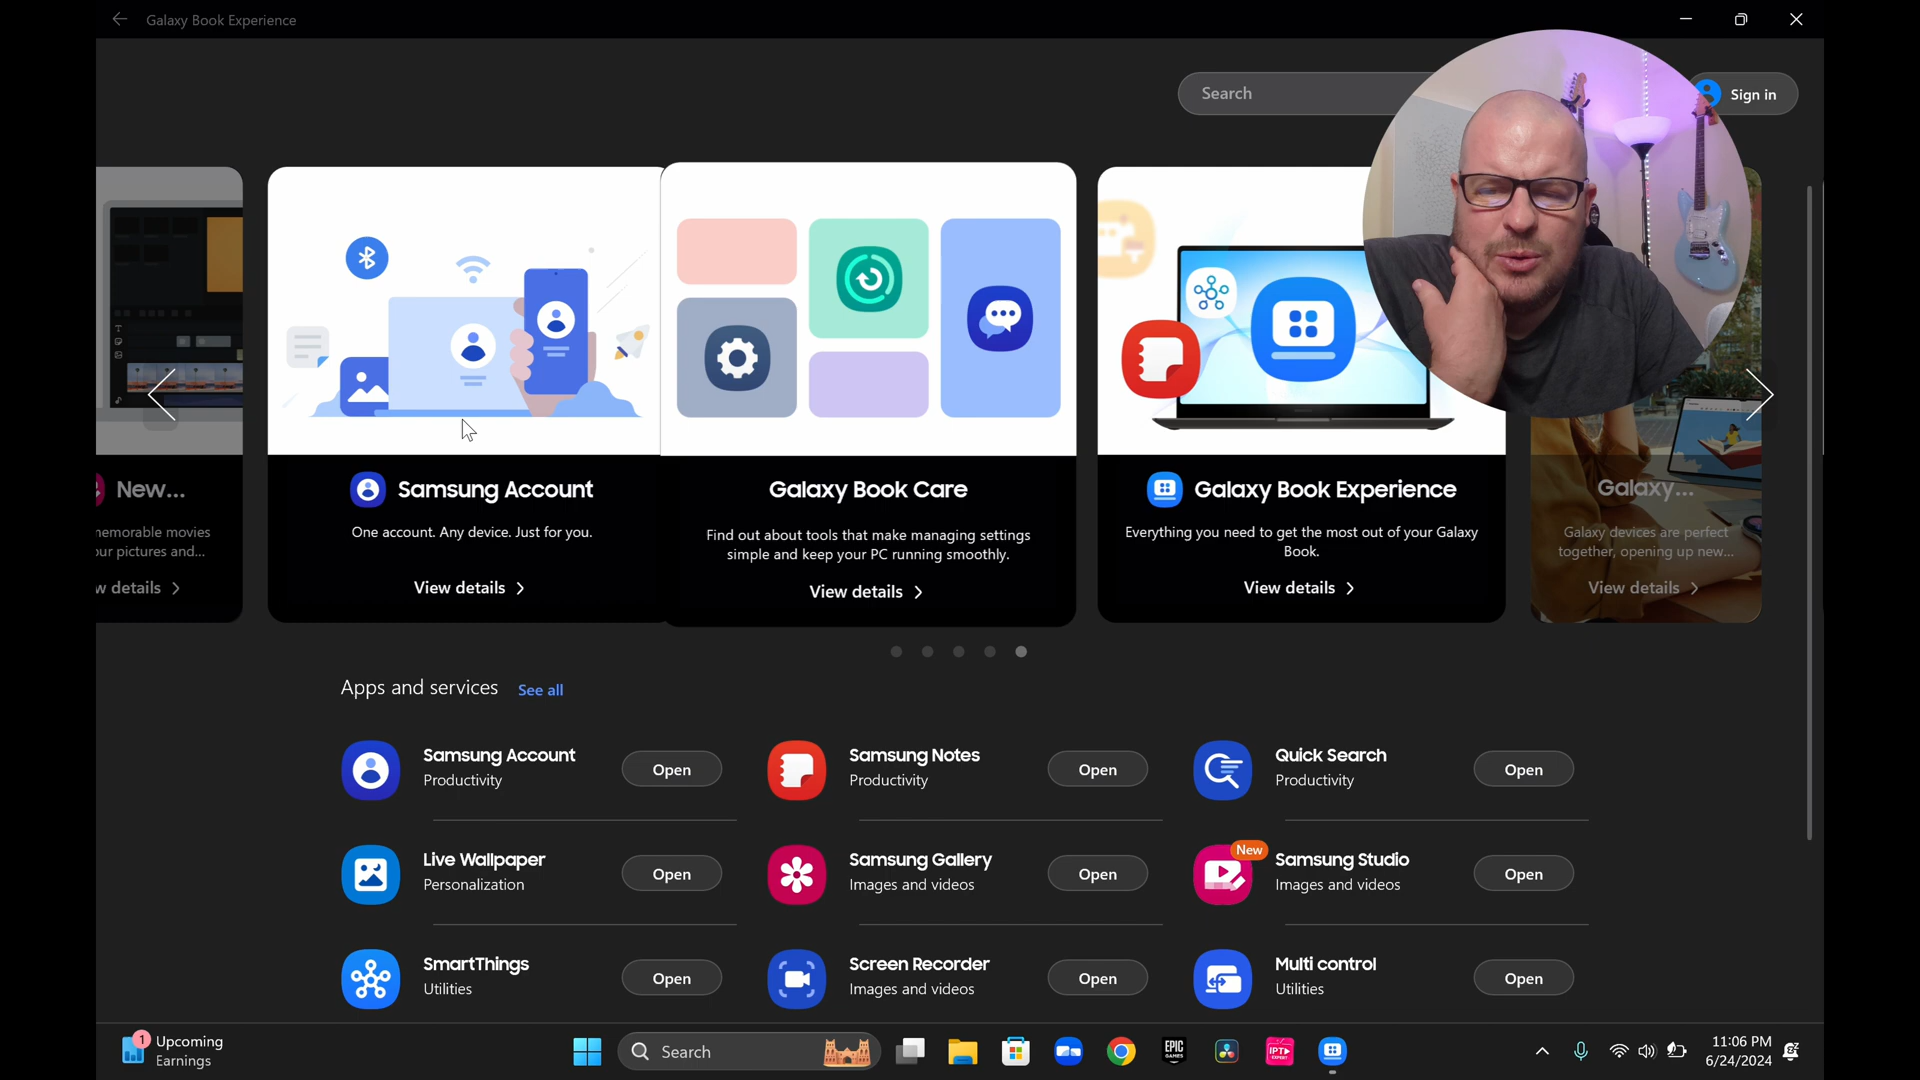 Galaxy Book Experience
Search
Sign in
New...
memorable movies
our pictures and...
w details
Samsung Account
One account. Any device. Just for you.
View details
Galaxy Book Care
Find out about tools that make managing settings
simple and keep your PC running smoothly.
View details
Galaxy Book Experience
Everything you need to get the most out of your Galaxy
Book.
View details
Galaxy...
Galaxy devices are perfect
together, opening up new...
View details
Apps and services
See all
Samsung Account
Productivity
Open
Samsung Notes
Productivity
Open
Quick Search
Productivity
Open
Live Wallpaper
Personalization
Open
Samsung Gallery
Images and videos
Open
New
Samsung Studio
Images and videos
Open
SmartThings
Utilities
Open
Screen Recorder
Images and videos
Open
Multi control
Utilities
Open
1
Upcoming
Earnings
Search
EPIC
GAMES
IPT
EXPERT
11:06 PM
6/24/2024